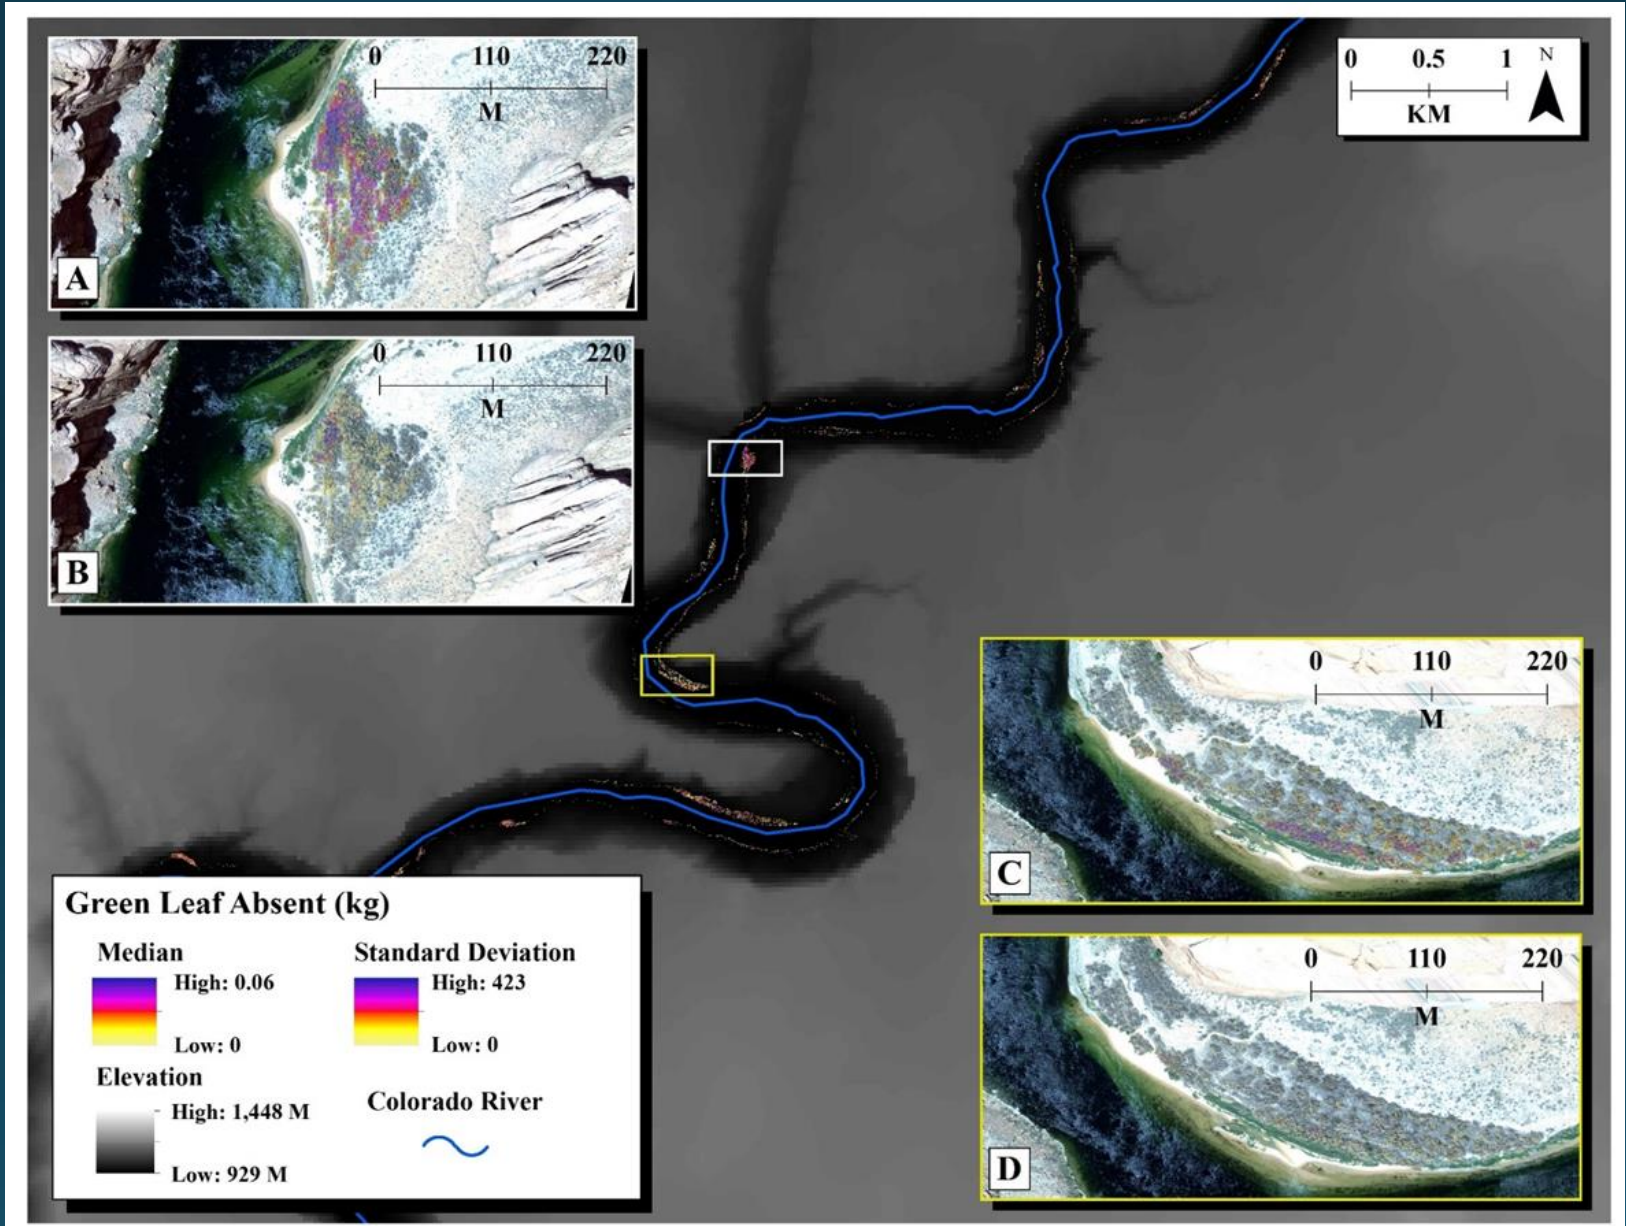 0 110 220
M
A
0 0.5 1 N
KM
0 110 220
M
B
0 110 220
M
C
0 110 220
M
D
Green Leaf Absent (kg)
Median
High: 0.06
Low: 0
Standard Deviation
High: 423
Low: 0
Elevation
High: 1,448 M
Low: 929 M
Colorado River